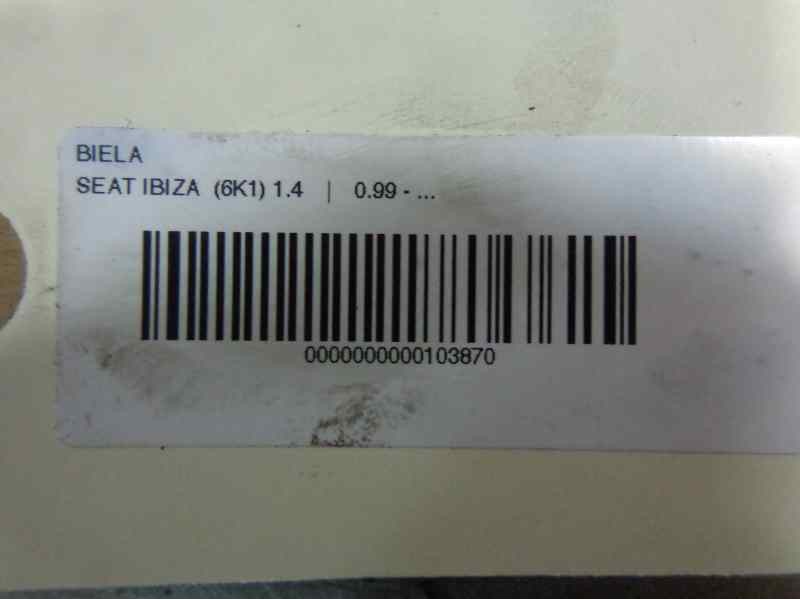 BIELA
SEAT IBIZA (6K1) 1.4 | 0.99 - ...
0000000000103870